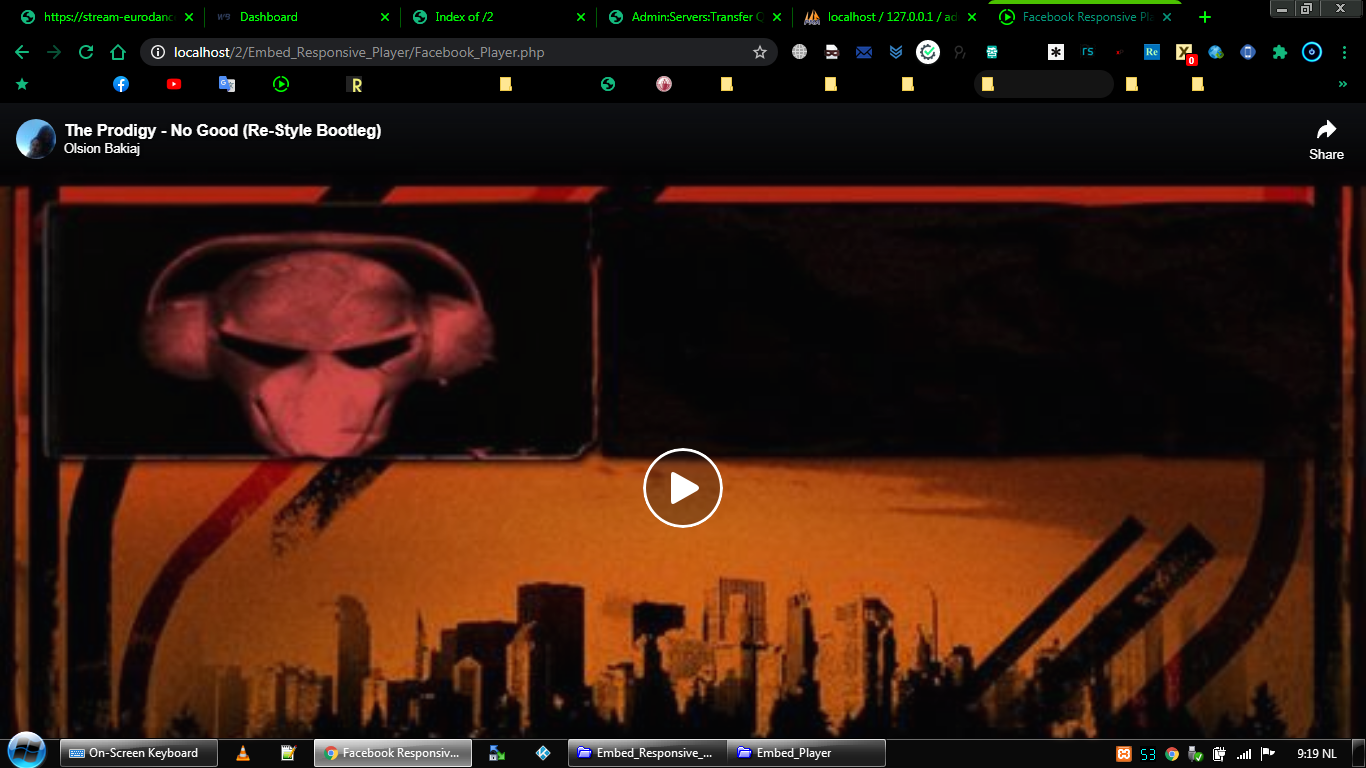 https://stream-eurodanc
Dashboard
Index of /2
Admin:Servers:Transfer
localhost / 127.0.0.1 / ad
Facebook Responsive Pl
localhost/2/Embed_Responsive_Player/Facebook_Player.php
rs
Re
0
R
The Prodigy - No Good (Re-Style Bootleg)
Olsion Bakiaj
Share
On-Screen Keyboard
Facebook Responsiv...
Embed_Responsive_...
Embed_Player
53
9:19 NL